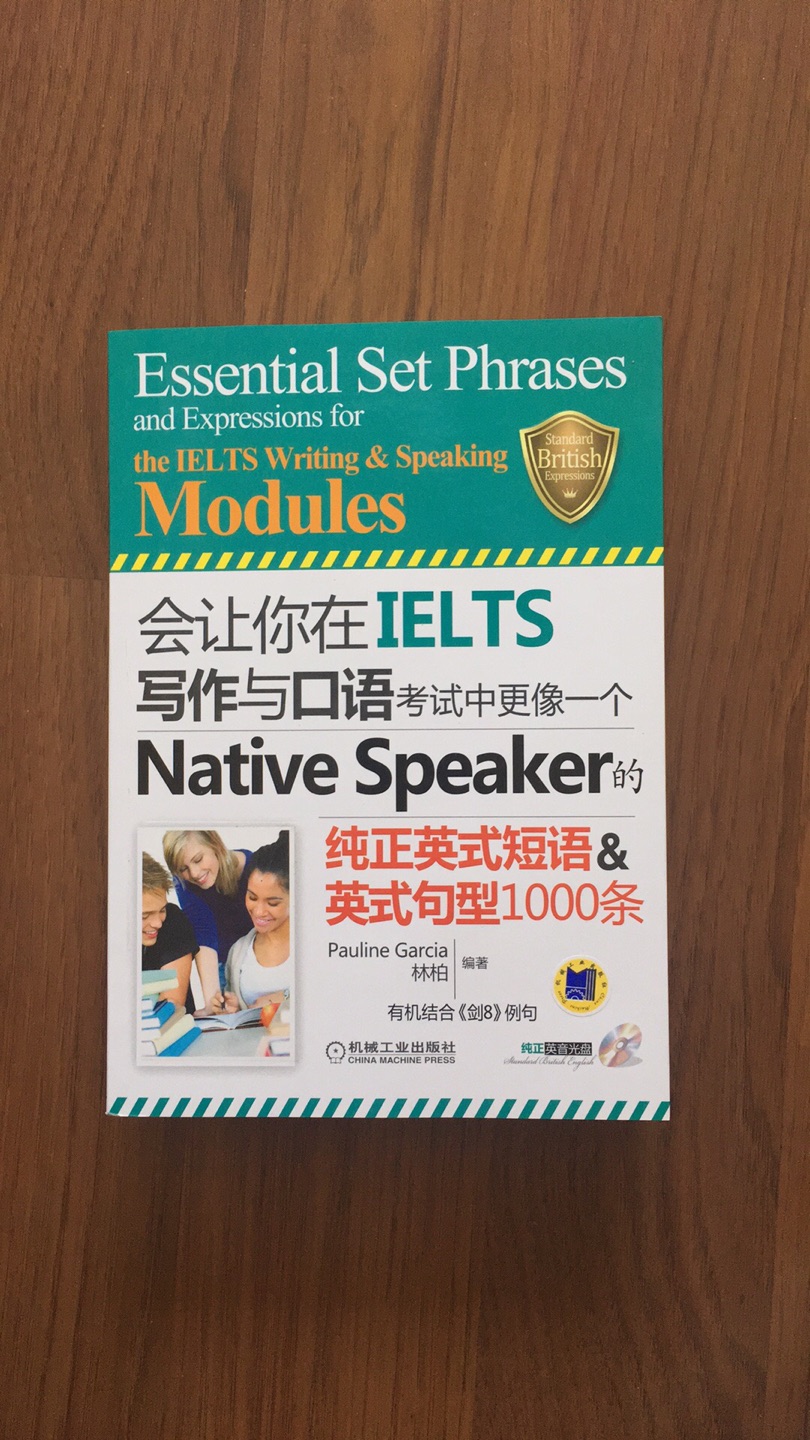 Essential Set Phrases
and Expressions for
the IELTS Writing & Speaking
Modules
Standard
British
Expressions
会让你在IELTS
写作与口语考试中更像一个
Native Speaker的
纯正英式短语&
英式句型1000条
Pauline Garcia
林柏
编著
有机结合《剑8》例句
机械工业出版社
CHINA MACHINE PRESS
纯正英音光盘
Standard British English